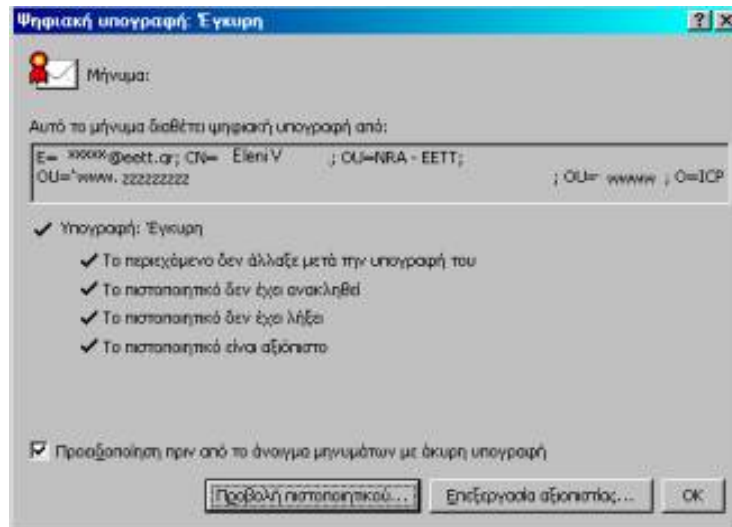 Ψηφιακή υπογραφή: Έγκυρη
Μήνυμα:
Αυτό το μήνυμα διαθέτει ψηφιακή υπογραφή από:
E= xxxxx@eett.gr; CN= Eleni V ; OU=NRA - EETT;
OU="www. zzzzzzzzz ; OU= wwwww ; O=ICP
Υπογραφή: Έγκυρη
Το περιεχόμενο δεν άλλαξε μετά την υπογραφή του
Το πιστοποιητικό δεν έχει ανακληθεί
Το πιστοποιητικό δεν έχει λήξει
Το πιστοποιητικό είναι αξιόπιστο
Προειδοποίηση πριν από το άνοιγμα μηνυμάτων με άκυρη υπογραφή
Προβολή πιστοποιητικού... Επεξεργασία αξιοπιστίας... OK